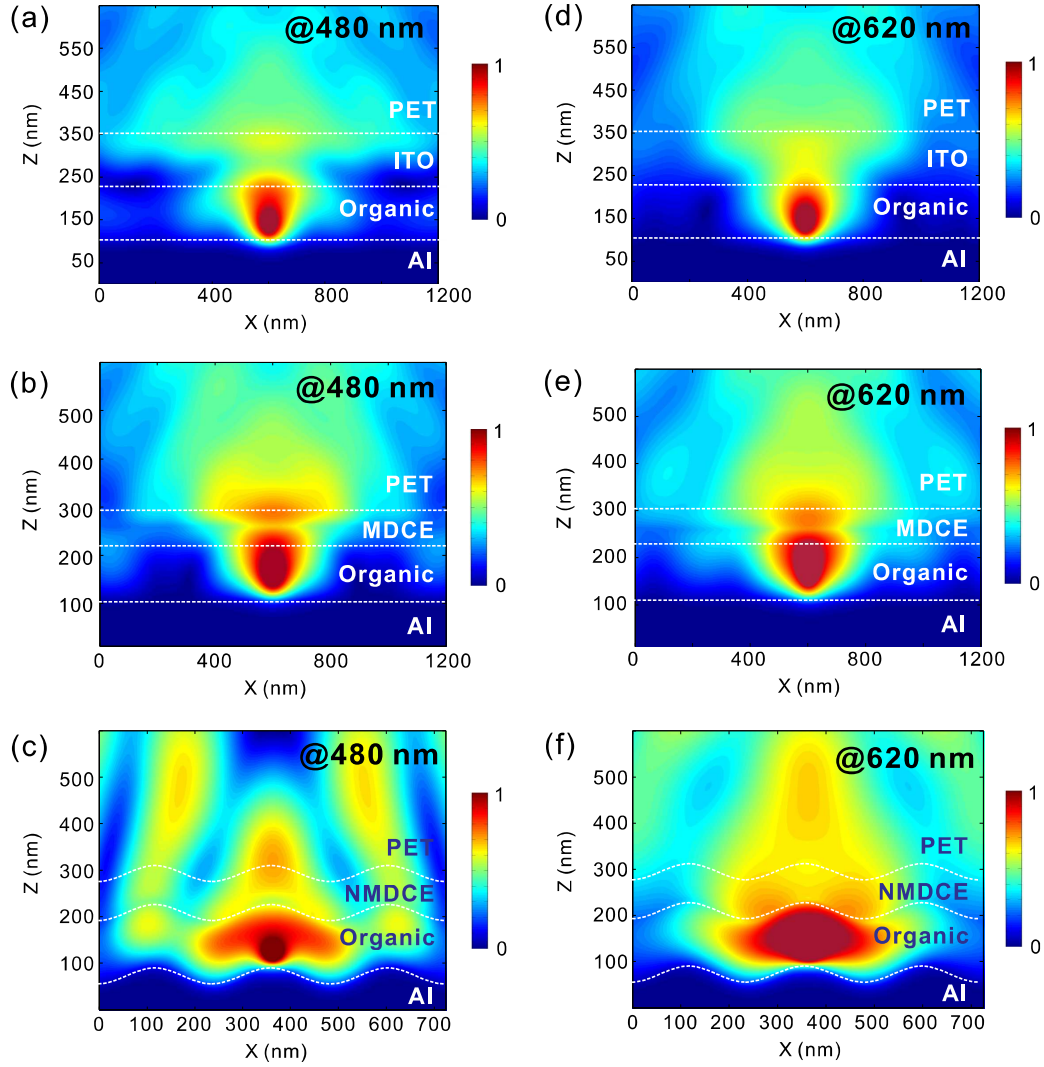 (a)
@480 nm
PET
ITO
Organic
Al
Z (nm)
550
450
350
250
150
50
0
400
800
1200
X (nm)
1
0
(d)
@620 nm
PET
ITO
Organic
Al
Z (nm)
550
450
350
250
150
50
0
400
800
1200
X (nm)
1
0
(b)
@480 nm
PET
MDCE
Organic
Al
Z (nm)
500
400
300
200
100
0
400
800
1200
X (nm)
1
0
(e)
@620 nm
PET
MDCE
Organic
Al
Z (nm)
500
400
300
200
100
0
400
800
1200
X (nm)
1
0
(c)
@480 nm
PET
NMDCE
Organic
Al
Z (nm)
500
400
300
200
100
0 100 200 300 400 500 600 700
X (nm)
1
0
(f)
@620 nm
PET
NMDCE
Organic
Al
Z (nm)
500
400
300
200
100
0 100 200 300 400 500 600 700
X (nm)
1
0